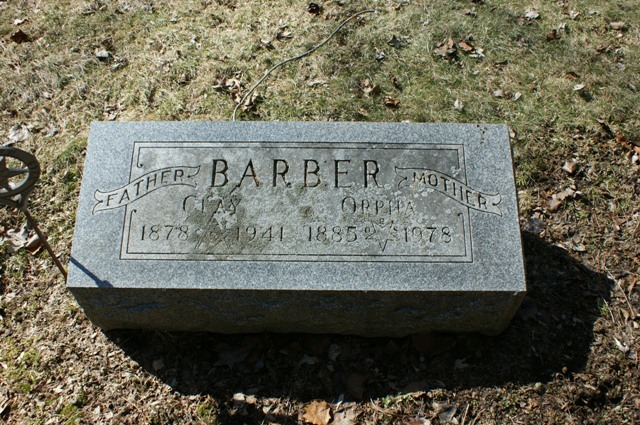 FATHER BARBER MOTHER
CLAY ORPHA
1878 1941 1885 1978